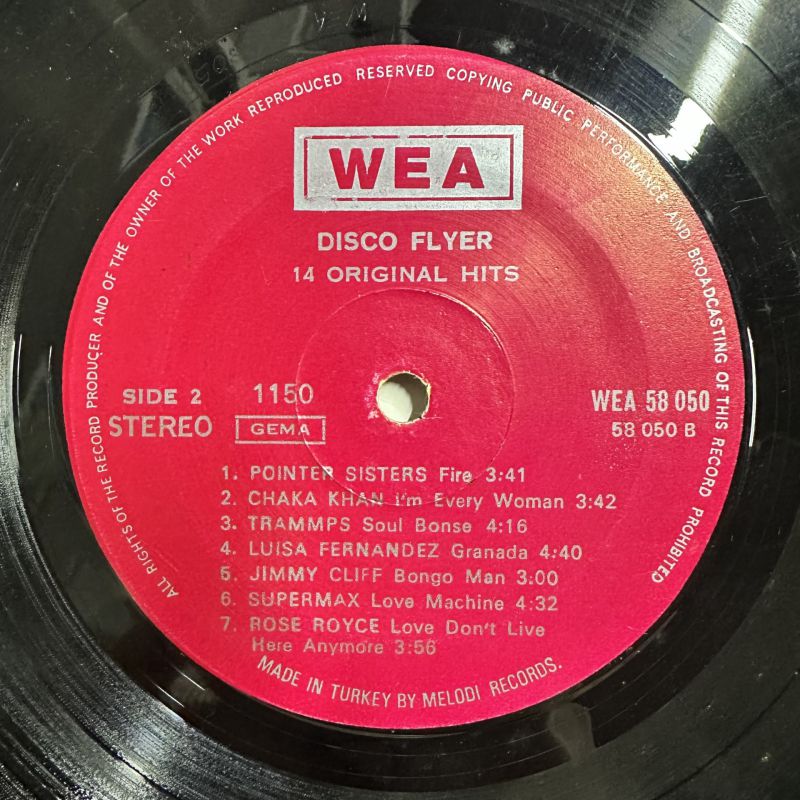 ALL RIGHTS OF THE RECORD PRODUCER AND OF THE OWNER OF THE WORK REPRODUCED RESERVED COPYING PUBLIC PERFORMANCE AND BROADCASTING OF THIS RECORD PROHIBITED
WEA
DISCO FLYER
14 ORIGINAL HITS
SIDE 2 1150 WEA 58 050
STEREO GEMA 58 050 B
1. POINTER SISTERS Fire 3:41
2. CHAKA KHAN i'm Every Woman 3:42
3. TRAMMPS Soul Bonse 4:16
4. LUISA FERNANDEZ Granada 4:40
5. JIMMY CLIFF Bongo Man 3:00
6. SUPERMAX Love Machine 4:32
7. ROSE ROYCE Love Don't Live
Here Anymore 3:56
MADE IN TURKEY BY MELODI RECORDS.